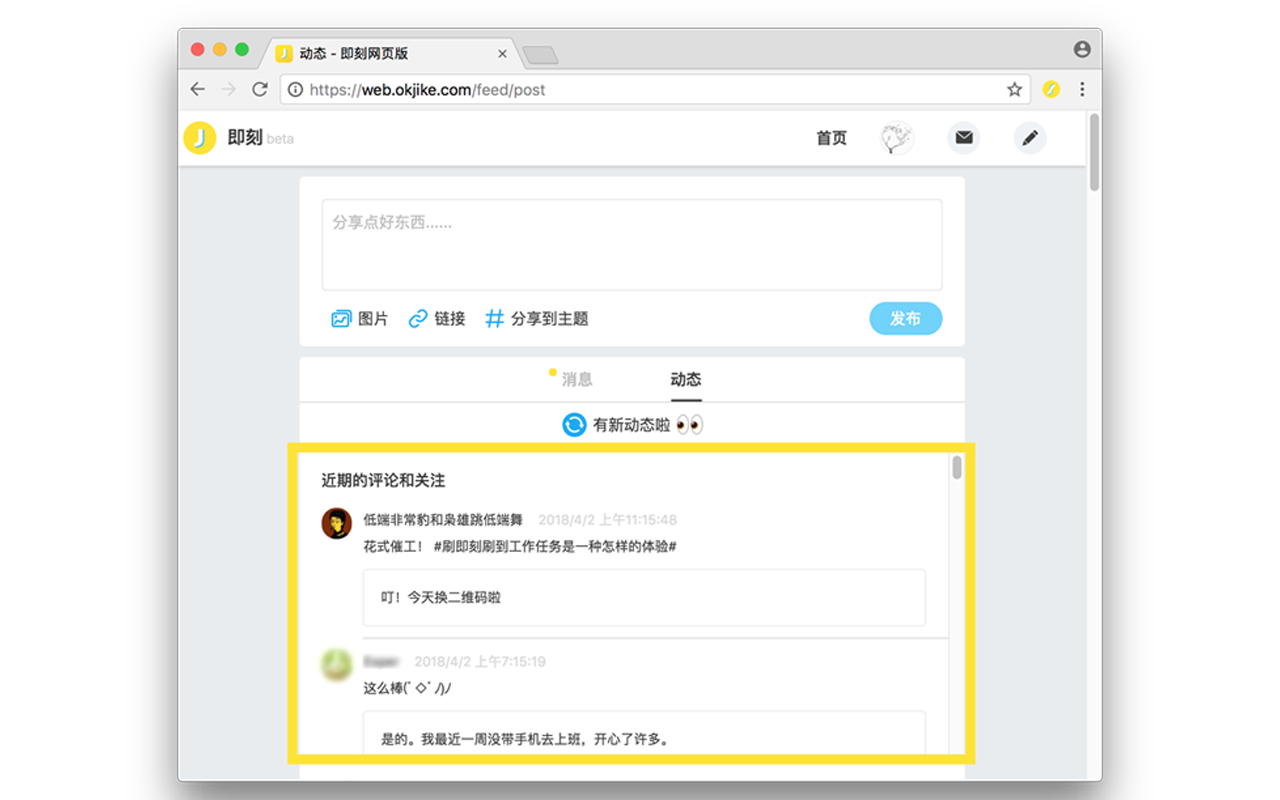 动态 - 即刻网页版
https://web.okjike.com/feed/post
即刻 beta
首页
分享点好东西......
图片 链接 分享到主题
发布
消息 动态
有新动态啦
近期的评论和关注
低端非常豹和枭雄跳低端舞 2018/4/2 上午11:15:48
花式催工! #刷即刻刷到工作任务是一种怎样的体验#
叮！今天换二维码啦
2018/4/2 上午7:15:19
这么棒(ﾟ◇ﾟ/)/
是的。我最近一周没带手机去上班，开心了许多。